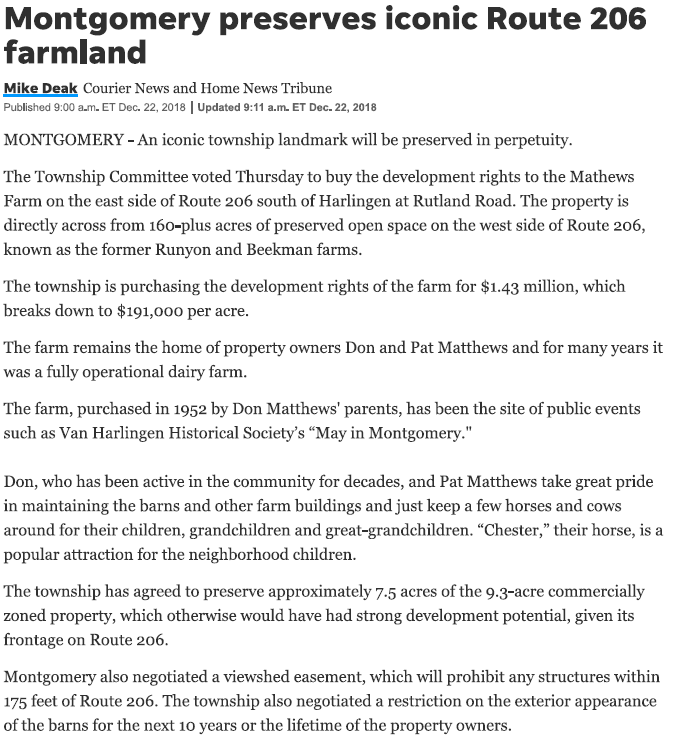 Montgomery preserves iconic Route 206
farmland
Mike Deak Courier News and Home News Tribune
Published 9:00 a.m. ET Dec. 22, 2018 | Updated 9:11 a.m. ET Dec. 22, 2018
MONTGOMERY - An iconic township landmark will be preserved in perpetuity.
The Township Committee voted Thursday to buy the development rights to the Mathews
Farm on the east side of Route 206 south of Harlingen at Rutland Road. The property is
directly across from 160-plus acres of preserved open space on the west side of Route 206,
known as the former Runyon and Beekman farms.
The township is purchasing the development rights of the farm for $1.43 million, which
breaks down to $191,000 per acre.
The farm remains the home of property owners Don and Pat Matthews and for many years it
was a fully operational dairy farm.
The farm, purchased in 1952 by Don Matthews' parents, has been the site of public events
such as Van Harlingen Historical Society's “May in Montgomery."
Don, who has been active in the community for decades, and Pat Matthews take great pride
in maintaining the barns and other farm buildings and just keep a few horses and cows
around for their children, grandchildren and great-grandchildren. “Chester,” their horse, is a
popular attraction for the neighborhood children.
The township has agreed to preserve approximately 7.5 acres of the 9.3-acre commercially
zoned property, which otherwise would have had strong development potential, given its
frontage on Route 206.
Montgomery also negotiated a viewshed easement, which will prohibit any structures within
175 feet of Route 206. The township also negotiated a restriction on the exterior appearance
of the barns for the next 10 years or the lifetime of the property owners.